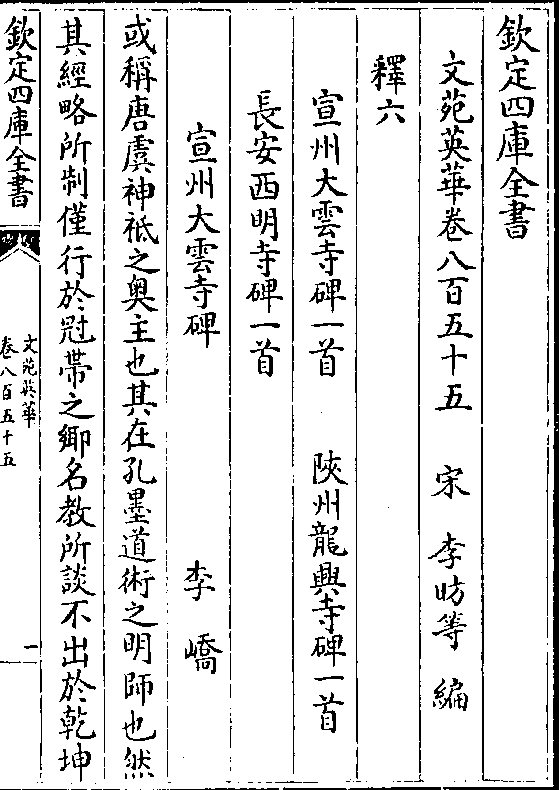 欽定四庫全書
文苑英華卷八百五十五 宋 李昉等 編
釋六
宣州大雲寺碑一首 陜州龍興寺碑一首
長安西明寺碑一首
宣州大雲寺碑 李嶠
或稱唐虞神祗之奥主也其在孔墨道術之明師也然
其經略所制僅行於冠帶之鄉名教所談不出於乾坤
欽定四庫全書
文苑英華
卷八百五十五
一